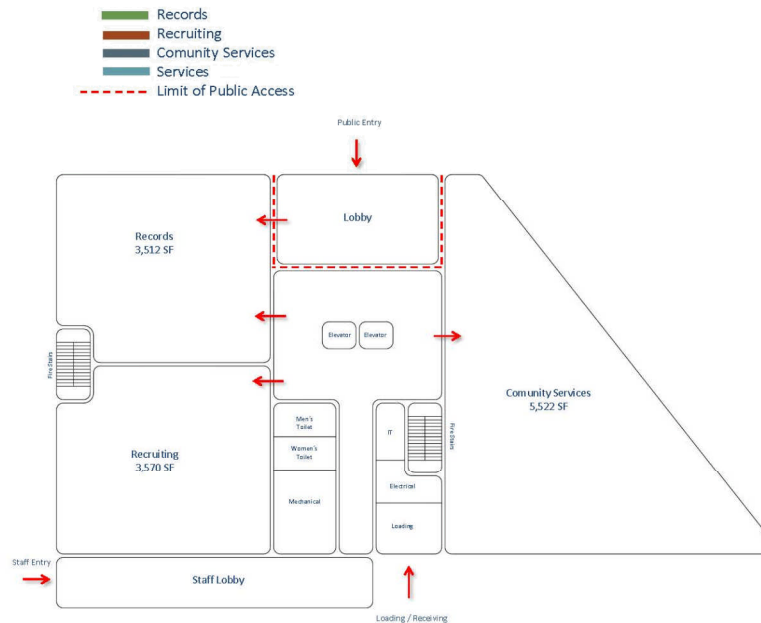 Records
Recruiting
Comunity Services
Services
Limit of Public Access
Public Entry
Lobby
Records
3,512 SF
Elevator
Elevator
Fire Stairs
Comunity Services
5,522 SF
Men's
Toilet
IT
Fire Stairs
Women's
Toilet
Recruiting
3,570 SF
Electrical
Mechanical
Loading
Staff Entry
Staff Lobby
Loading / Receiving